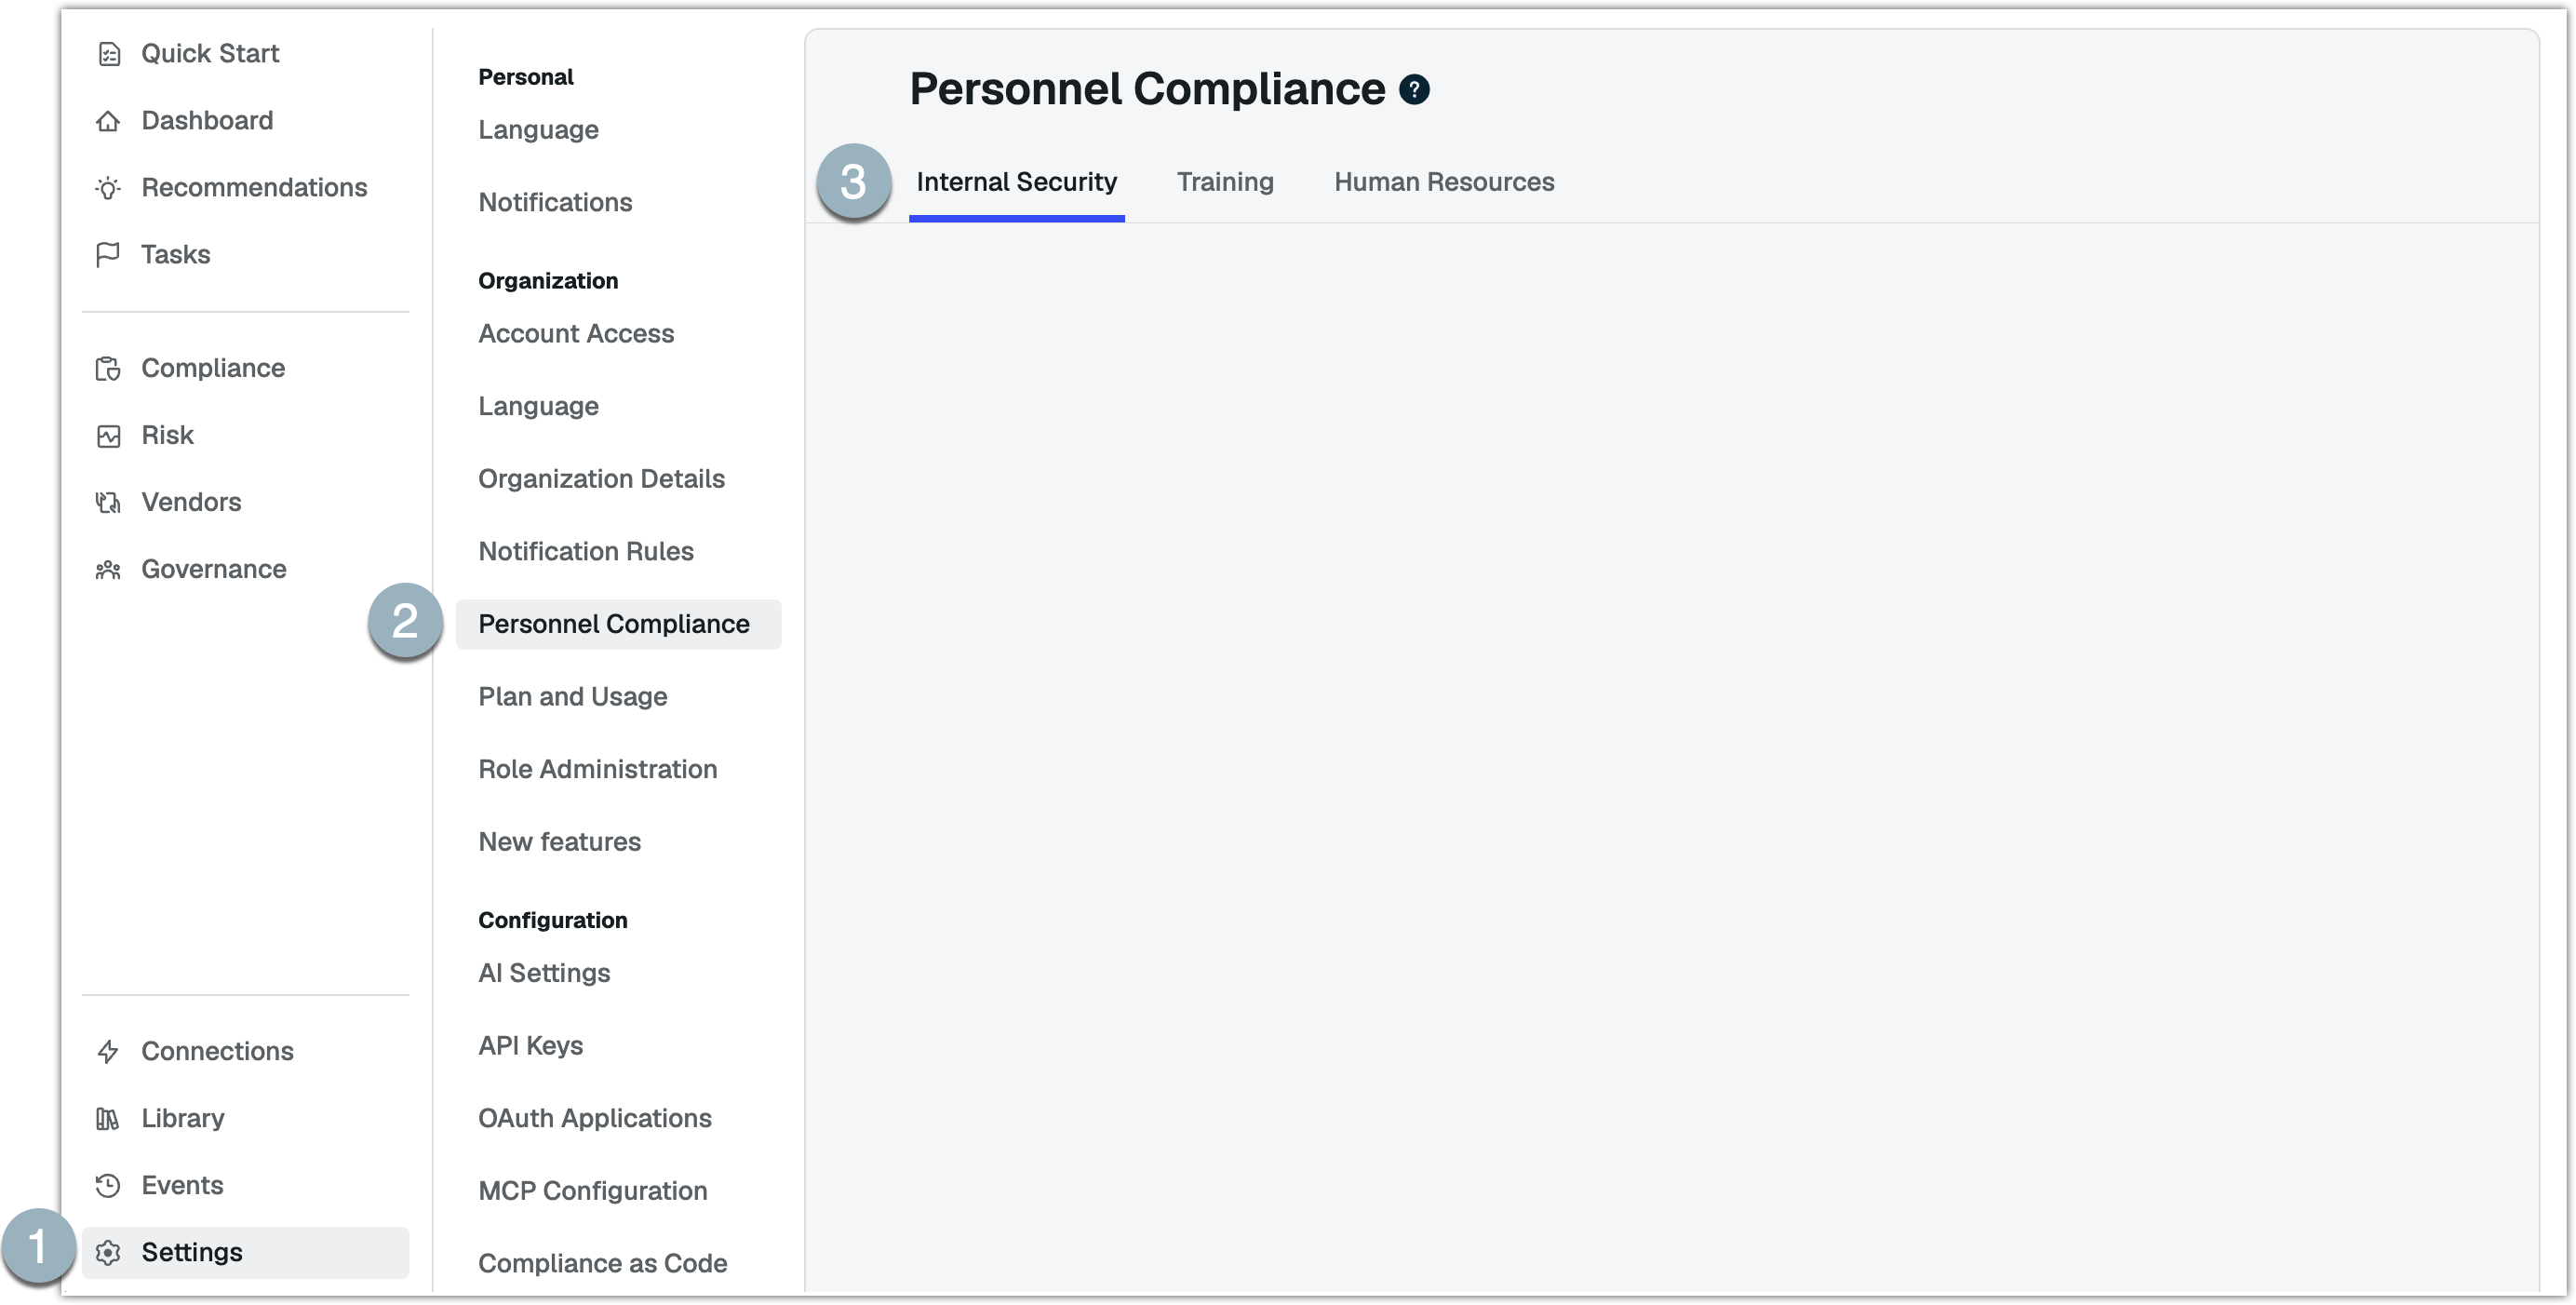 Quick Start
Dashboard
Recommendations
Tasks
Compliance
Risk
Vendors
Governance
Connections
Library
Events
1
Settings
Personal
Language
Notifications
Organization
Account Access
Language
Organization Details
Notification Rules
2
Personnel Compliance
Plan and Usage
Role Administration
New features
Configuration
AI Settings
API Keys
OAuth Applications
MCP Configuration
Compliance as Code
Personnel Compliance ?
3
Internal Security Training Human Resources